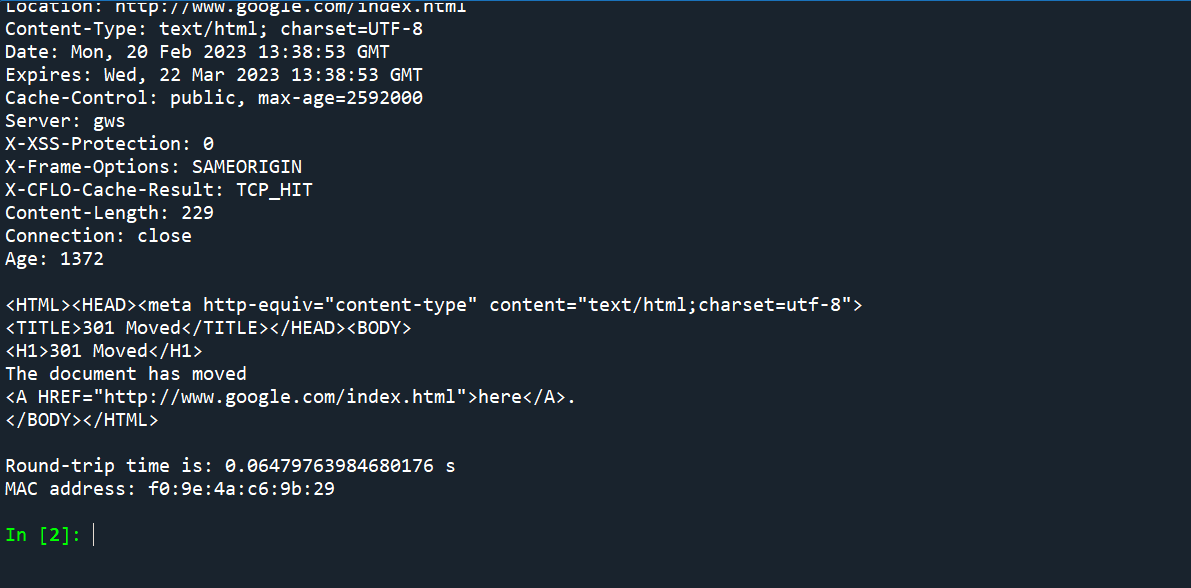 Location: http://www.google.com/index.html
Content-Type: text/html; charset=UTF-8
Date: Mon, 20 Feb 2023 13:38:53 GMT
Expires: Wed, 22 Mar 2023 13:38:53 GMT
Cache-Control: public, max-age=2592000
Server: gws
X-XSS-Protection: 0
X-Frame-Options: SAMEORIGIN
X-CFLO-Cache-Result: TCP_HIT
Content-Length: 229
Connection: close
Age: 1372
<HTML><HEAD><meta http-equiv="content-type" content="text/html;charset=utf-8">
<TITLE>301 Moved</TITLE></HEAD><BODY>
<H1>301 Moved</H1>
The document has moved
<A HREF="http://www.google.com/index.html">here</A>.
</BODY></HTML>
Round-trip time is: 0.06479763984680176 s
MAC address: f0:9e:4a:c6:9b:29
In [2]: